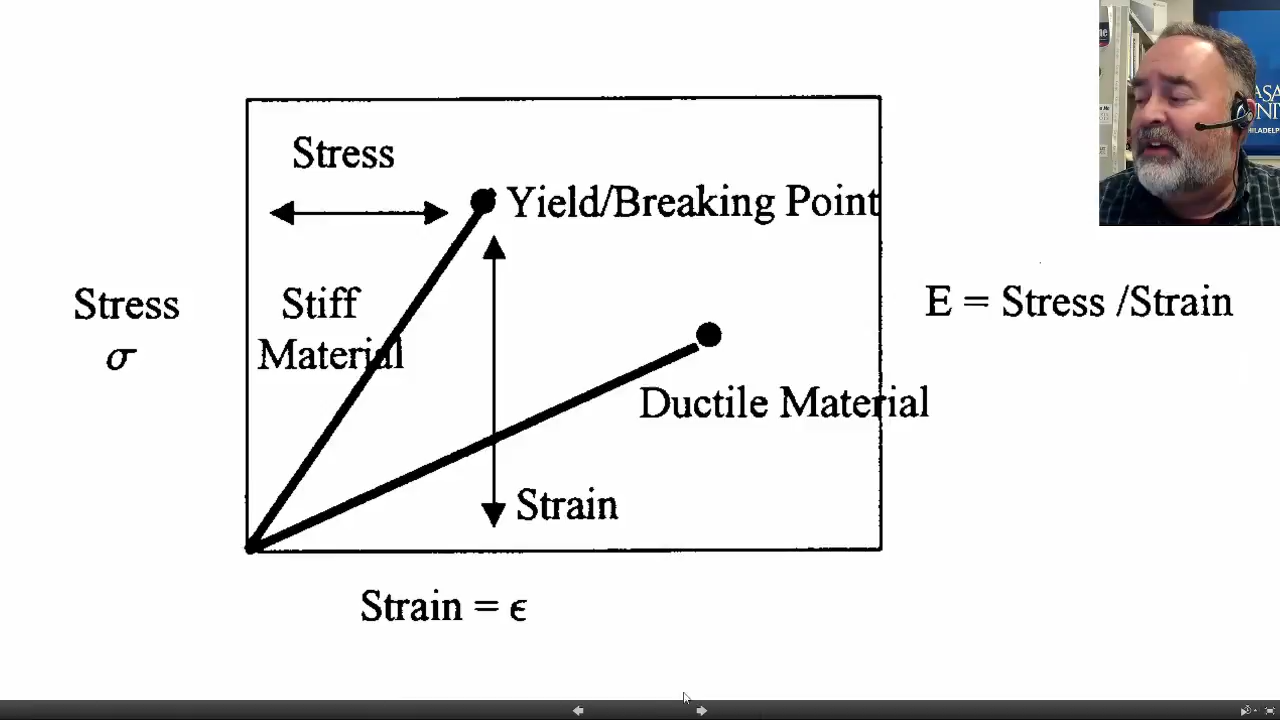 Stress
Yield/Breaking Point
Stress
σ
Stiff
Material
E = Stress /Strain
Ductile Material
Strain
Strain = ϵ